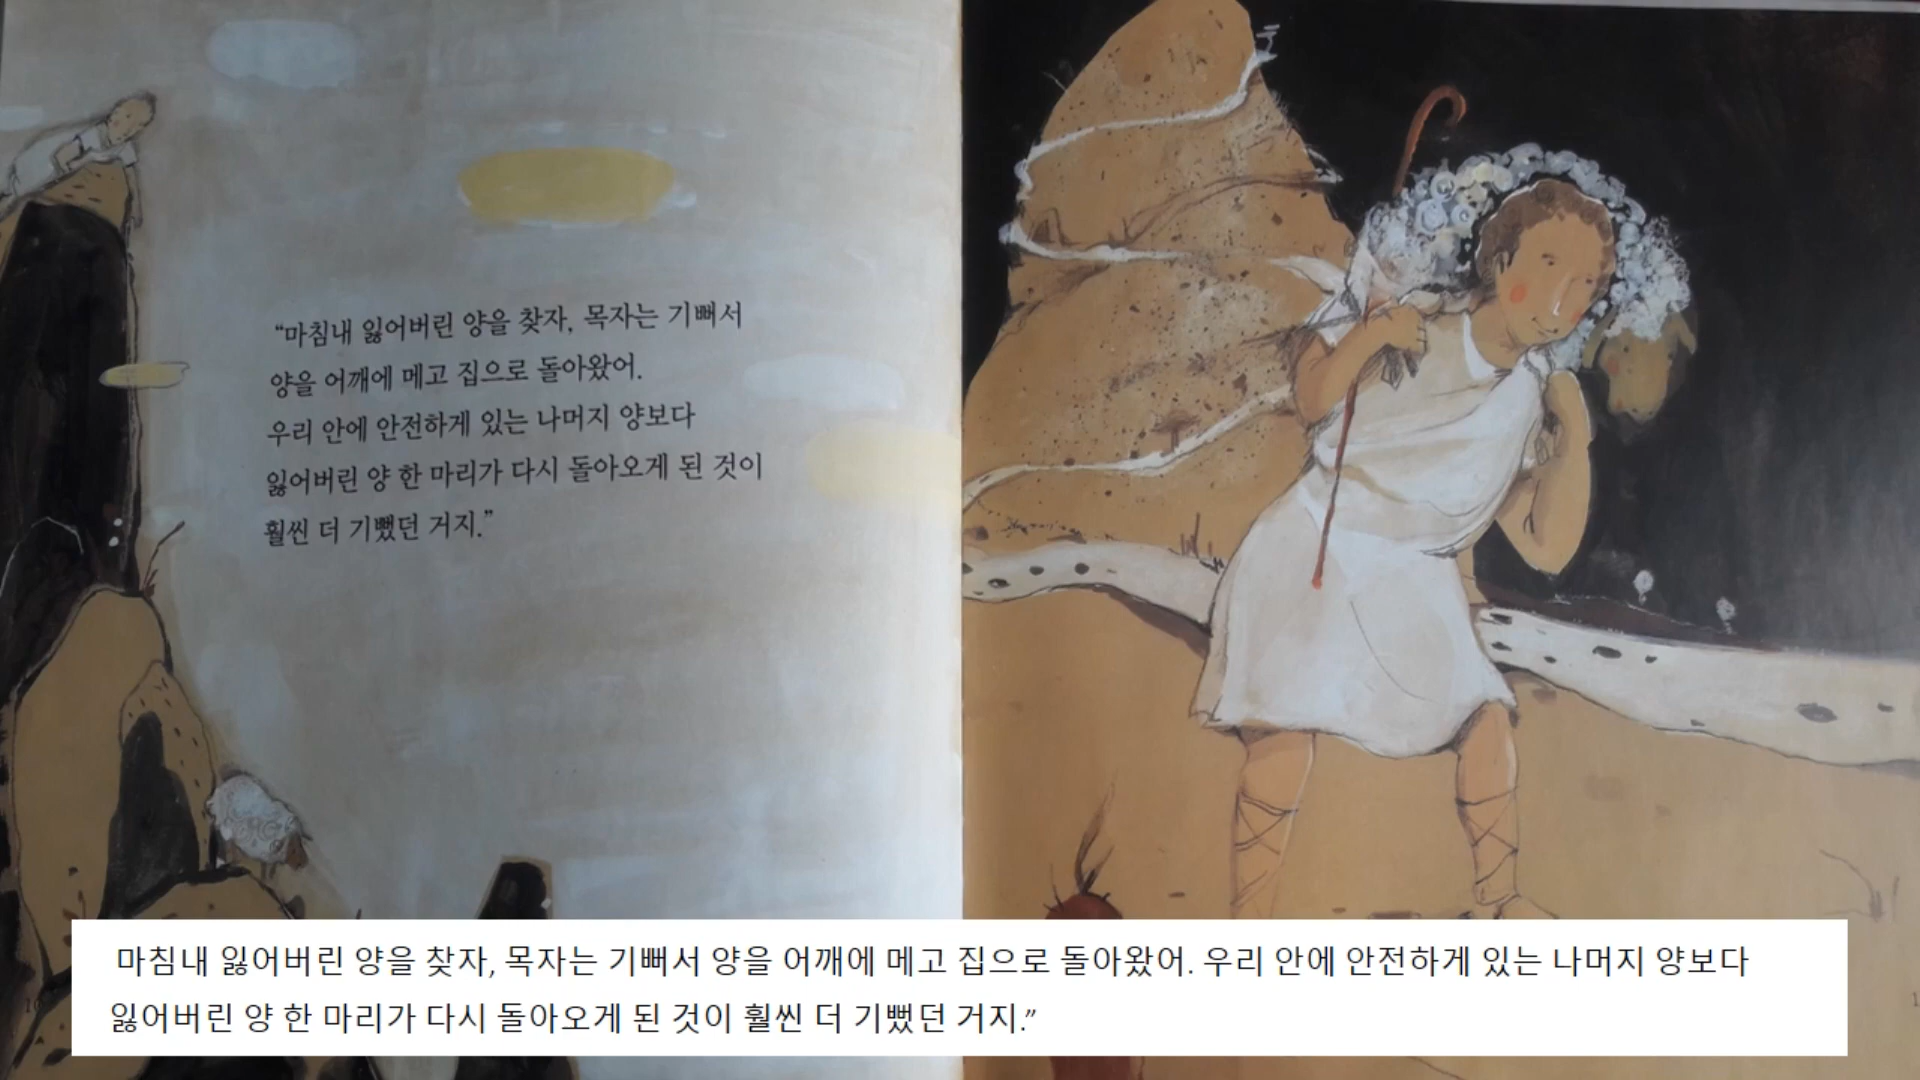 “마침내 잃어버린 양을 찾자, 목자는 기뻐서
양을 어깨에 메고 집으로 돌아왔어.
우리 안에 안전하게 있는 나머지 양보다
잃어버린 양 한 마리가 다시 돌아오게 된 것이
훨씬 더 기뻤던 거지.”
마침내 잃어버린 양을 찾자, 목자는 기뻐서 양을 어깨에 메고 집으로 돌아왔어. 우리 안에 안전하게 있는 나머지 양보다
잃어버린 양 한 마리가 다시 돌아오게 된 것이 훨씬 더 기뻤던 거지.”